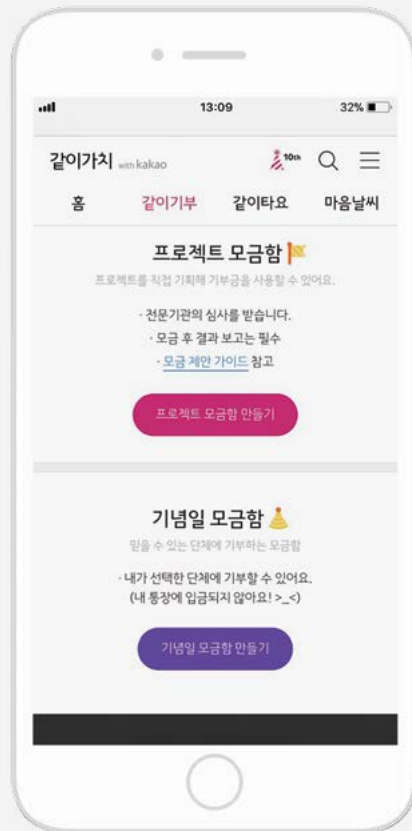 13:09 32%
같이가치 with kakao 10th
홈 같이기부 같이타요 마음날씨
프로젝트 모금함
프로젝트를 직접 기획해 기부금을 사용할 수 있어요.
· 전문기관의 심사를 받습니다.
· 모금 후 결과 보고는 필수
· 모금 제안 가이드 참고
프로젝트 모금함 만들기
기념일 모금함
믿을 수 있는 단체에 기부하는 모금함
· 내가 선택한 단체에 기부할 수 있어요.
(내 통장에 입금되지 않아요! >_<)
기념일 모금함 만들기